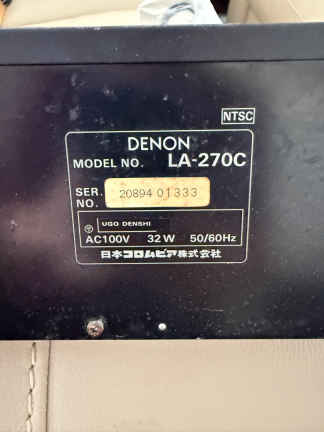 NTSC
DENON
MODEL NO. LA-270C
SER. NO. 20894 01333
UGO DENSHI
AC100V 32W 50/60Hz
日本コロムビア株式会社